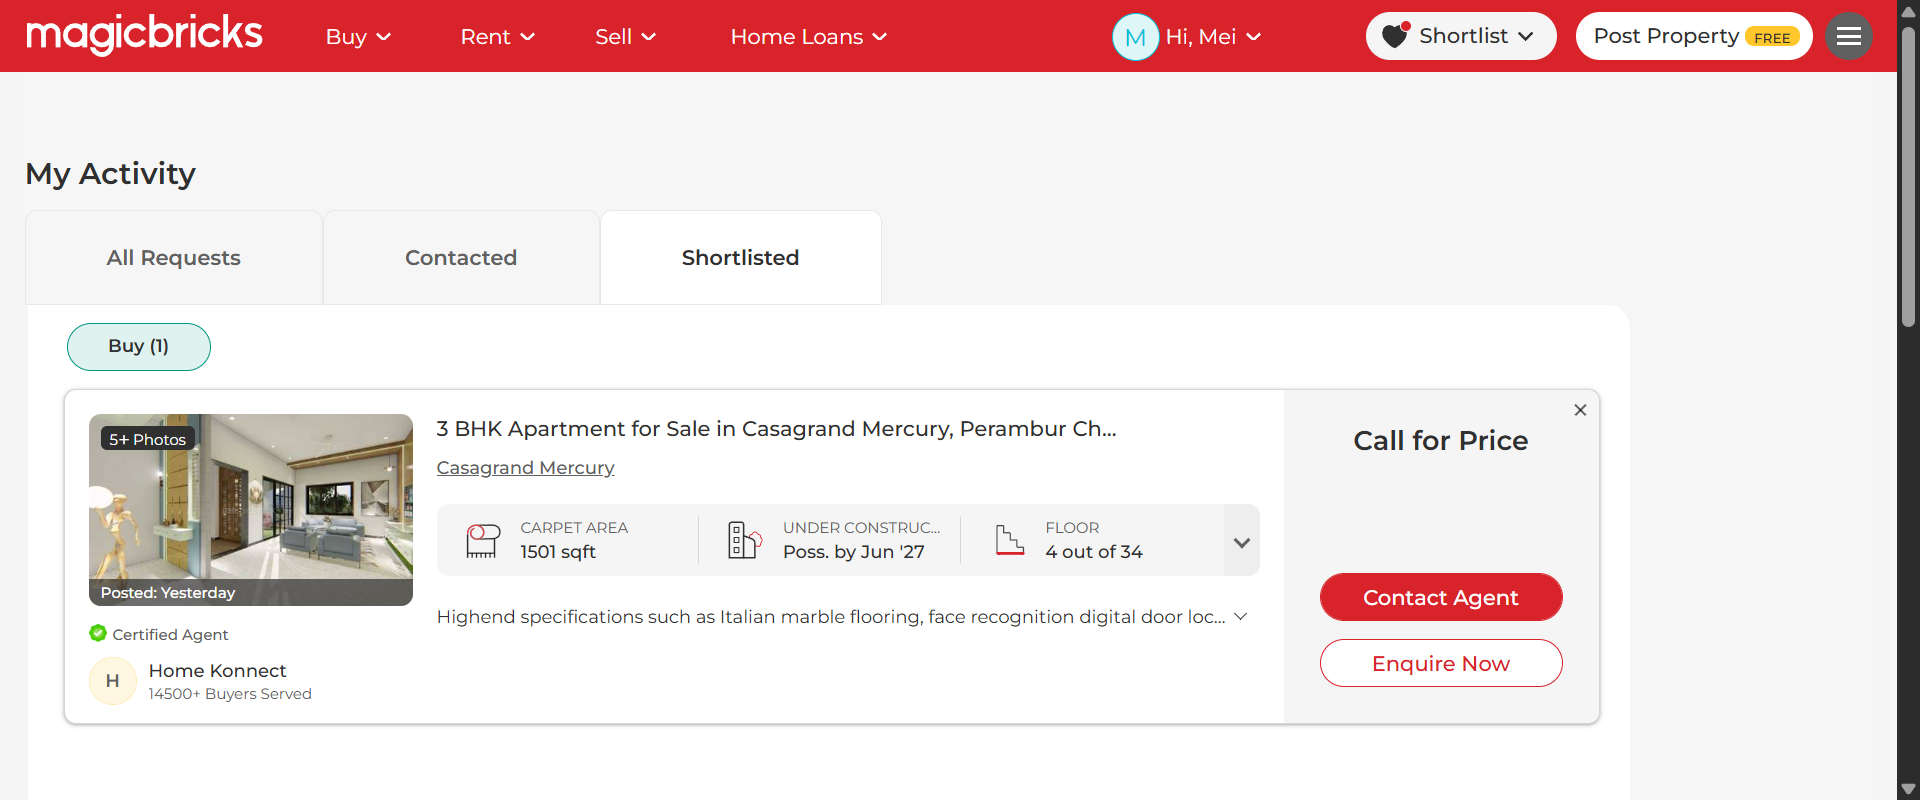 magicbricks
Buy
Rent
Sell
Home Loans
M
Hi, Mei
Shortlist
Post Property FREE
My Activity
All Requests
Contacted
Shortlisted
Buy (1)
5+ Photos
Posted: Yesterday
Certified Agent
H
Home Konnect
14500+ Buyers Served
3 BHK Apartment for Sale in Casagrand Mercury, Perambur Ch...
Casagrand Mercury
CARPET AREA
1501 sqft
UNDER CONSTRUC...
Poss. by Jun '27
FLOOR
4 out of 34
Highend specifications such as Italian marble flooring, face recognition digital door loc...
Call for Price
Contact Agent
Enquire Now